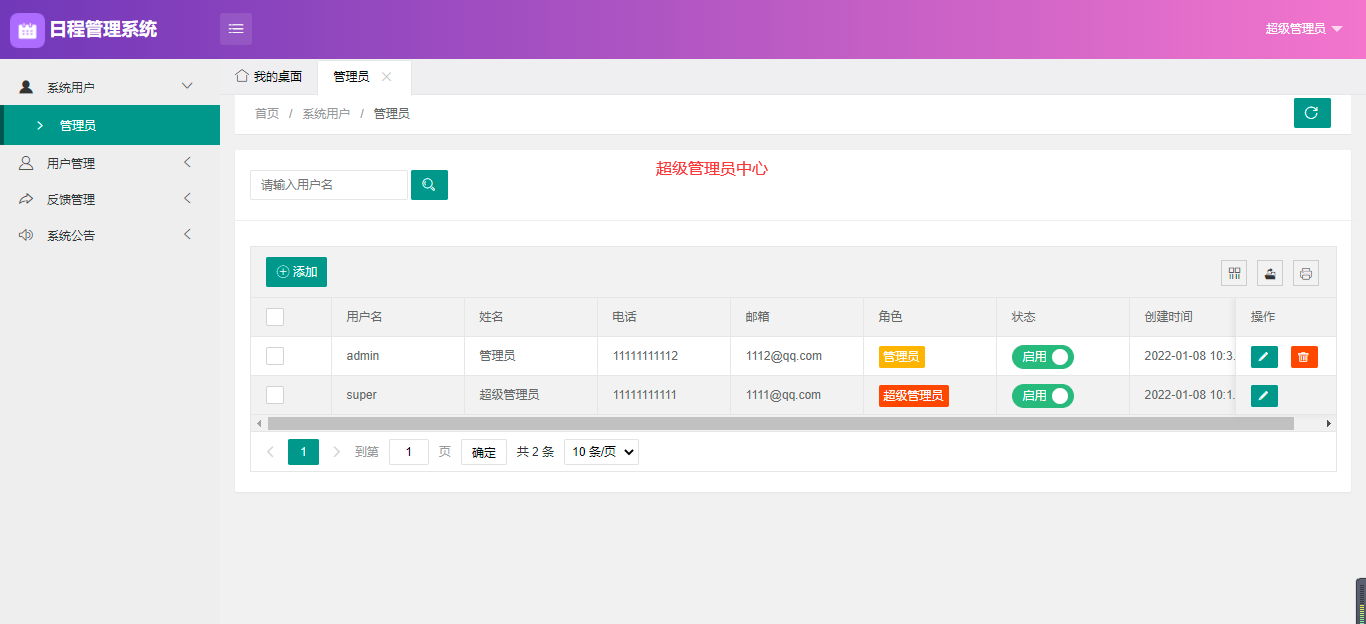 日程管理系统
超级管理员
系统用户
管理员
用户管理
反馈管理
系统公告
我的桌面 管理员
首页 / 系统用户 / 管理员
超级管理员中心
请输入用户名
添加
用户名 姓名 电话 邮箱 角色 状态 创建时间 操作
admin 管理员 11111111112 1112@qq.com 管理员 启用 2022-01-08 10:3.
super 超级管理员 11111111111 1111@qq.com 超级管理员 启用 2022-01-08 10:1.
1 到第 1 页 确定 共 2 条 10 条/页